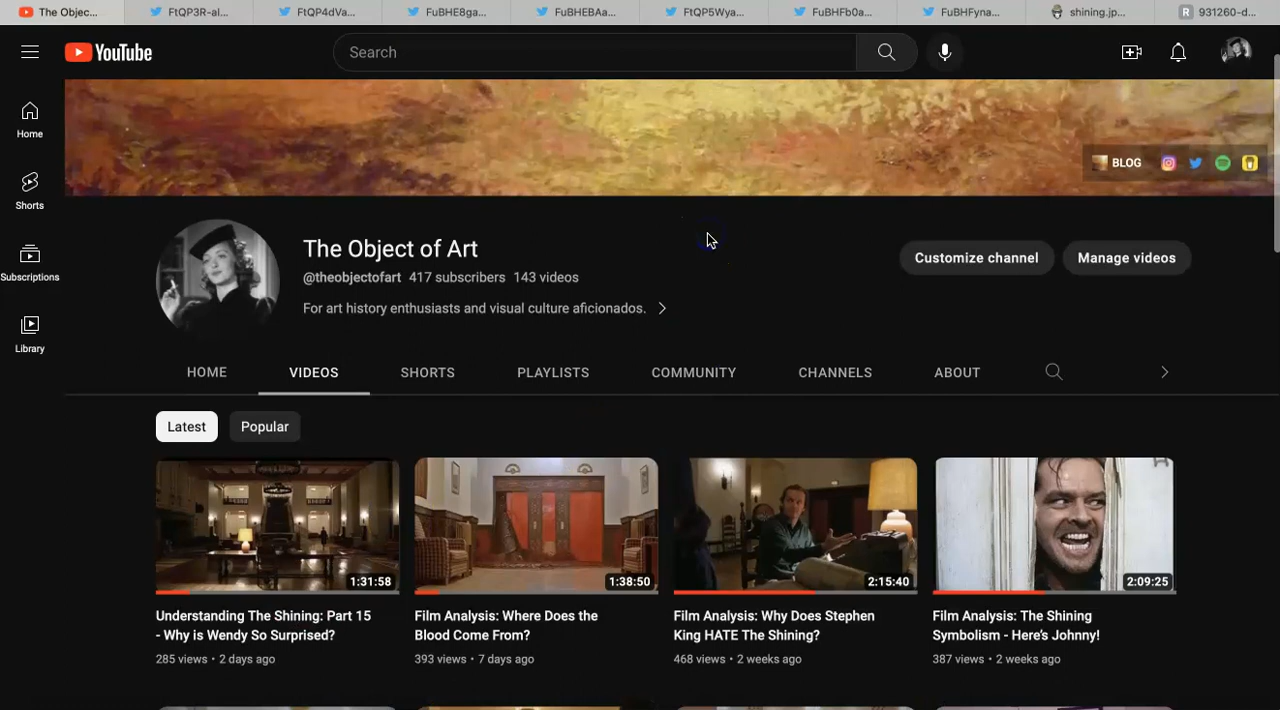 The Objec...
FtQP3R-al...
FtQP4dVa...
FuBHE8ga...
FuBHEBAa...
FtQP5Wya...
FuBHFb0a...
FuBHFyna...
shining.jp...
R 931260-d...
YouTube
Search
Home
Shorts
Subscriptions
Library
BLOG
The Object of Art
@theobjectofart 417 subscribers 143 videos
For art history enthusiasts and visual culture aficionados.
Customize channel
Manage videos
HOME VIDEOS SHORTS PLAYLISTS COMMUNITY CHANNELS ABOUT
Latest Popular
1:31:58
Understanding The Shining: Part 15
- Why is Wendy So Surprised?
285 views • 2 days ago
1:38:50
Film Analysis: Where Does the
Blood Come From?
393 views • 7 days ago
2:15:40
Film Analysis: Why Does Stephen
King HATE The Shining?
468 views • 2 weeks ago
2:09:25
Film Analysis: The Shining
Symbolism - Here's Johnny!
387 views • 2 weeks ago